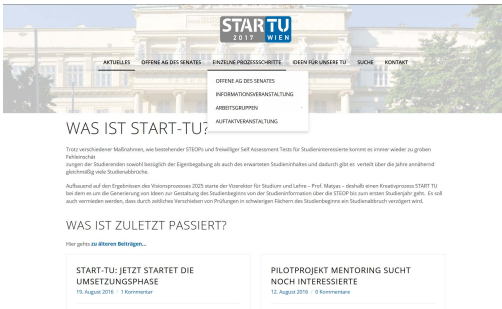 STARTU
2017 WIEN
AKTUELLES OFFENE AG DES SENATES EINZELNE PROZESSSCHRITTE IDEEN FÜR UNSERE TU SUCHE KONTAKT
OFFENE AG DES SENATES
INFORMATIONSVERANSTALTUNG
ARBEITSGRUPPEN
AUFTAKTVERANSTALTUNG
WAS IST START-TU?
Trotz verschiedener Maßnahmen, wie bestehender STEOPs und freiwilliger Self Assessment Tests für Studieninteressierte kommt es immer wieder zu groben
Fehleinschät
zungen der Studierenden sowohl bezüglich der Eigenbegabung als auch des erwarteten Studieninhaltes und dadurch gibt es verteilt über die Jahre annähernd
gleichmäßig viele Studienabbrüche.
Aufbauend auf den Ergebnissen des Visionsprozesses 2025 startet der Vizerektor für Studium und Lehre – Prof. Matyas – deshalb einen Kreativprozess START TU
bei dem es um die Generierung von Ideen zur Gestaltung des Studienbeginns von der Studieninformation über die STEOP bis zum ersten Studienjahr geht. Es soll
auch vermieden werden, dass durch zeitliches Verschieben von Prüfungen in schwierigen Fächern des Studienbeginns ein Studienabbruch verzögert wird.
WAS IST ZULETZT PASSIERT?
Hier gehts zu älteren Beiträgen...
START-TU: JETZT STARTET DIE
UMSETZUNGSPHASE
19. August 2016 | 1 Kommentar
PILOTPROJEKT MENTORING SUCHT
NOCH INTERESSIERTE
12. August 2016 | 0 Kommentare